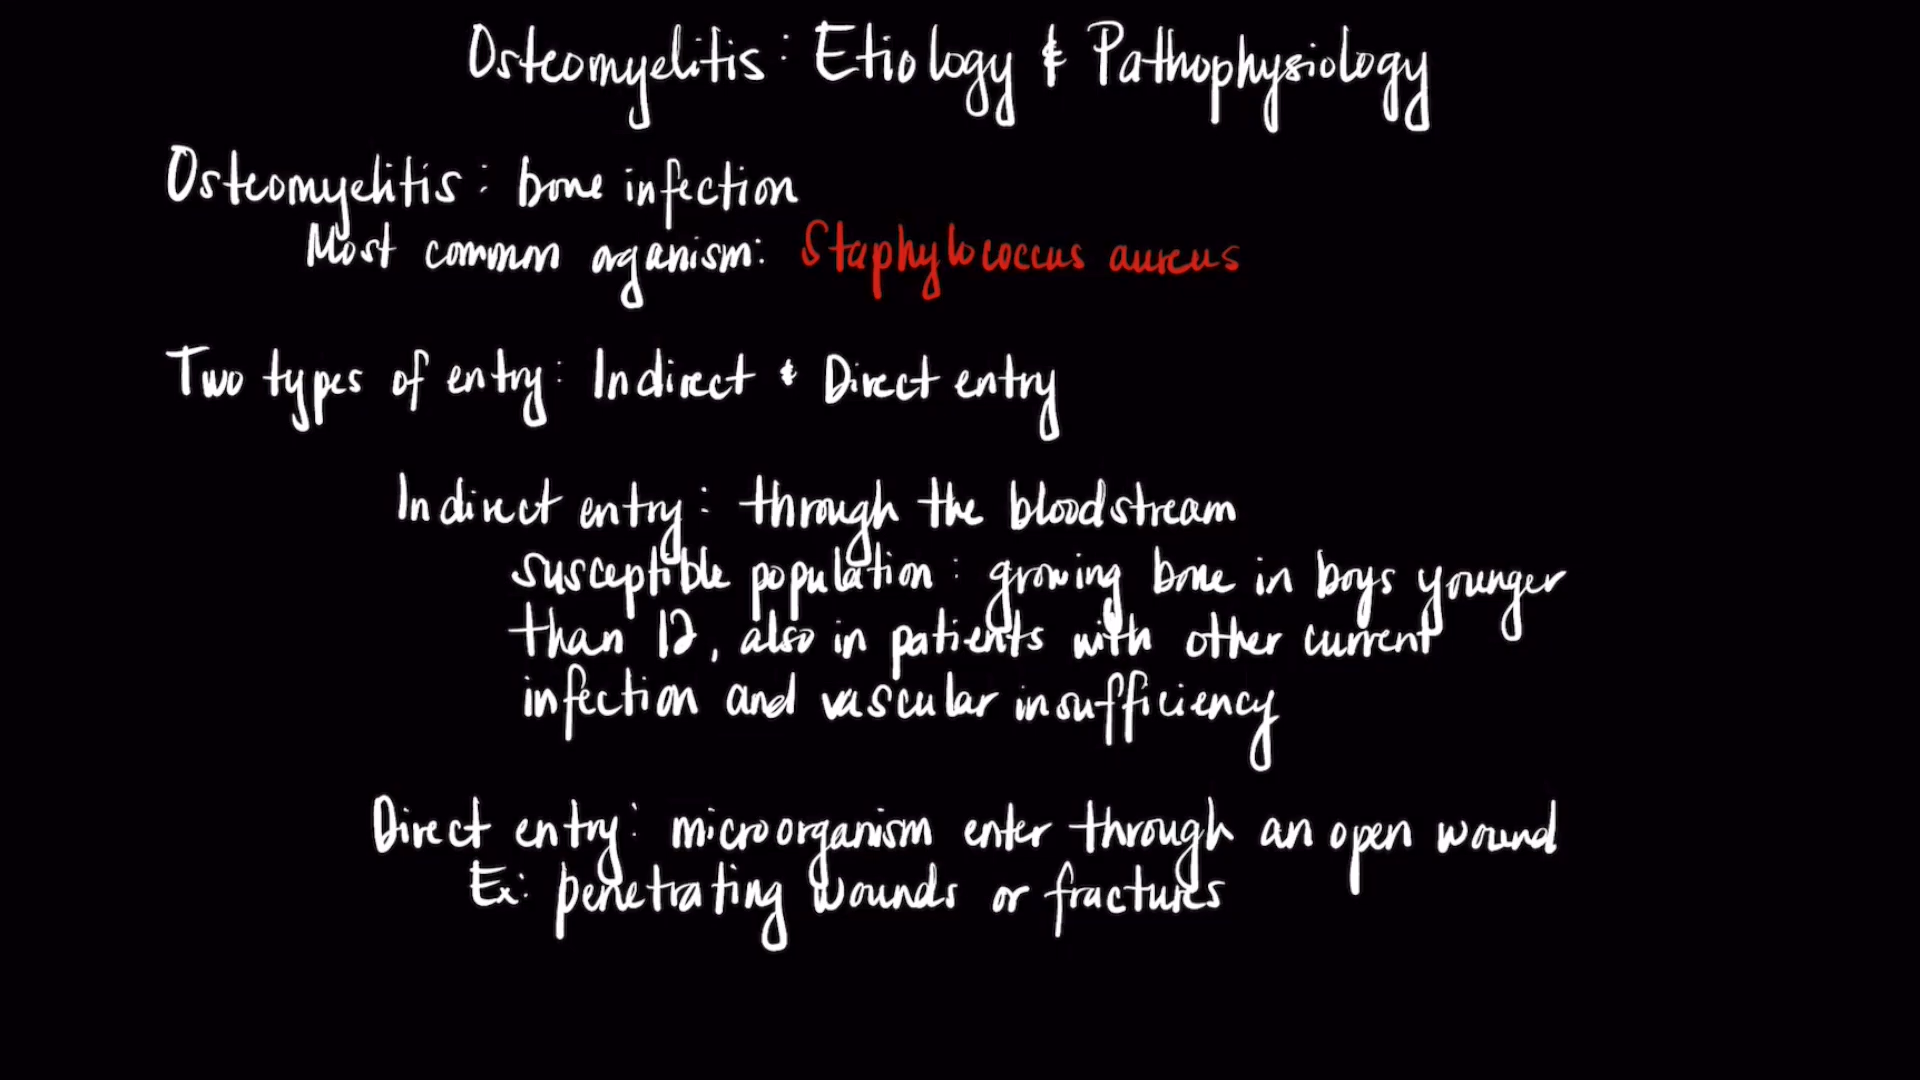 Osteomyelitis: Etiology & Pathophysiology
Osteomyelitis: bone infection
Most common organism: Staphylococcus aureus
Two types of entry: Indirect & Direct entry
Indirect entry: through the bloodstream
susceptible population: growing bone in boys younger
than 12, also in patients with other current
infection and vascular insufficiency
Direct entry: microorganism enter through an open wound
Ex: penetrating wounds or fractures